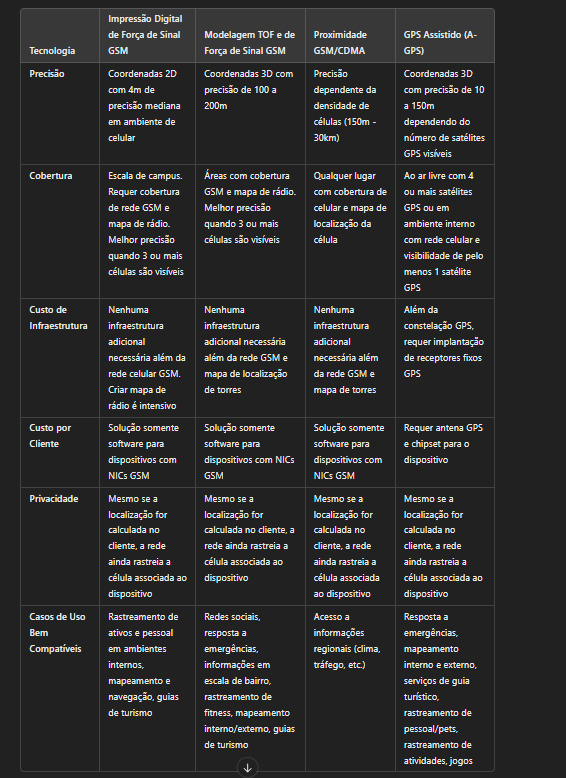 Tecnologia
Impressão Digital
de Força de Sinal
GSM
Modelagem TOF e de
Força de Sinal GSM
Proximidade
GSM/CDMA
GPS Assistido (A-
GPS)
Precisão
Coordenadas 2D
com 4m de
precisão mediana
em ambiente de
celular
Coordenadas 3D com
precisão de 100 a
200m
Precisão
dependente da
densidade de
células (150m -
30km)
Coordenadas 3D
com precisão de 10
a 150m
dependendo do
número de satélites
GPS visíveis
Cobertura
Escala de campus.
Requer cobertura
de rede GSM e
mapa de rádio.
Melhor precisão
quando 3 ou mais
células são visíveis
Áreas com cobertura
GSM e mapa de rádio.
Melhor precisão
quando 3 ou mais
células são visíveis
Qualquer lugar
com cobertura de
celular e mapa de
localização da
célula
Ao ar livre com 4
ou mais satélites
GPS ou em
ambiente interno
com rede celular e
visibilidade de pelo
menos 1 satélite
GPS
Custo de
Infraestrutura
Nenhuma
infraestrutura
adicional
necessária além da
rede celular GSM.
Criar mapa de
rádio é intensivo
Nenhuma
infraestrutura
adicional necessária
além da rede GSM e
mapa de localização
de torres
Nenhuma
infraestrutura
adicional
necessária além
da rede GSM e
mapa de torres
Além da
constelação GPS,
requer implantação
de receptores fixos
GPS
Custo por
Cliente
Solução somente
software para
dispositivos com
NICs GSM
Solução somente
software para
dispositivos com NICs
GSM
Solução somente
software para
dispositivos com
NICs GSM
Requer antena GPS
e chipset para o
dispositivo
Privacidade
Mesmo se a
localização for
calculada no
cliente, a rede
ainda rastreia a
célula associada ao
dispositivo
Mesmo se a
localização for
calculada no cliente, a
rede ainda rastreia a
célula associada ao
dispositivo
Mesmo se a
localização for
calculada no
cliente, a rede
ainda rastreia a
célula associada
ao dispositivo
Mesmo se a
localização for
calculada no
cliente, a rede
ainda rastreia a
célula associada ao
dispositivo
Casos de Uso
Bem
Compatíveis
Rastreamento de
ativos e pessoal
em ambientes
internos,
mapeamento e
navegação, guias
de turismo
Redes sociais,
resposta a
emergências,
informações em
escala de bairro,
rastreamento de
fitness, mapeamento
interno/externo, guias
de turismo
Acesso a
informações
regionais (clima,
tráfego, etc.)
Resposta a
emergências,
mapeamento
interno e externo,
serviços de guia
turístico,
rastreamento de
pessoal/pets,
rastreamento de
atividades, jogos